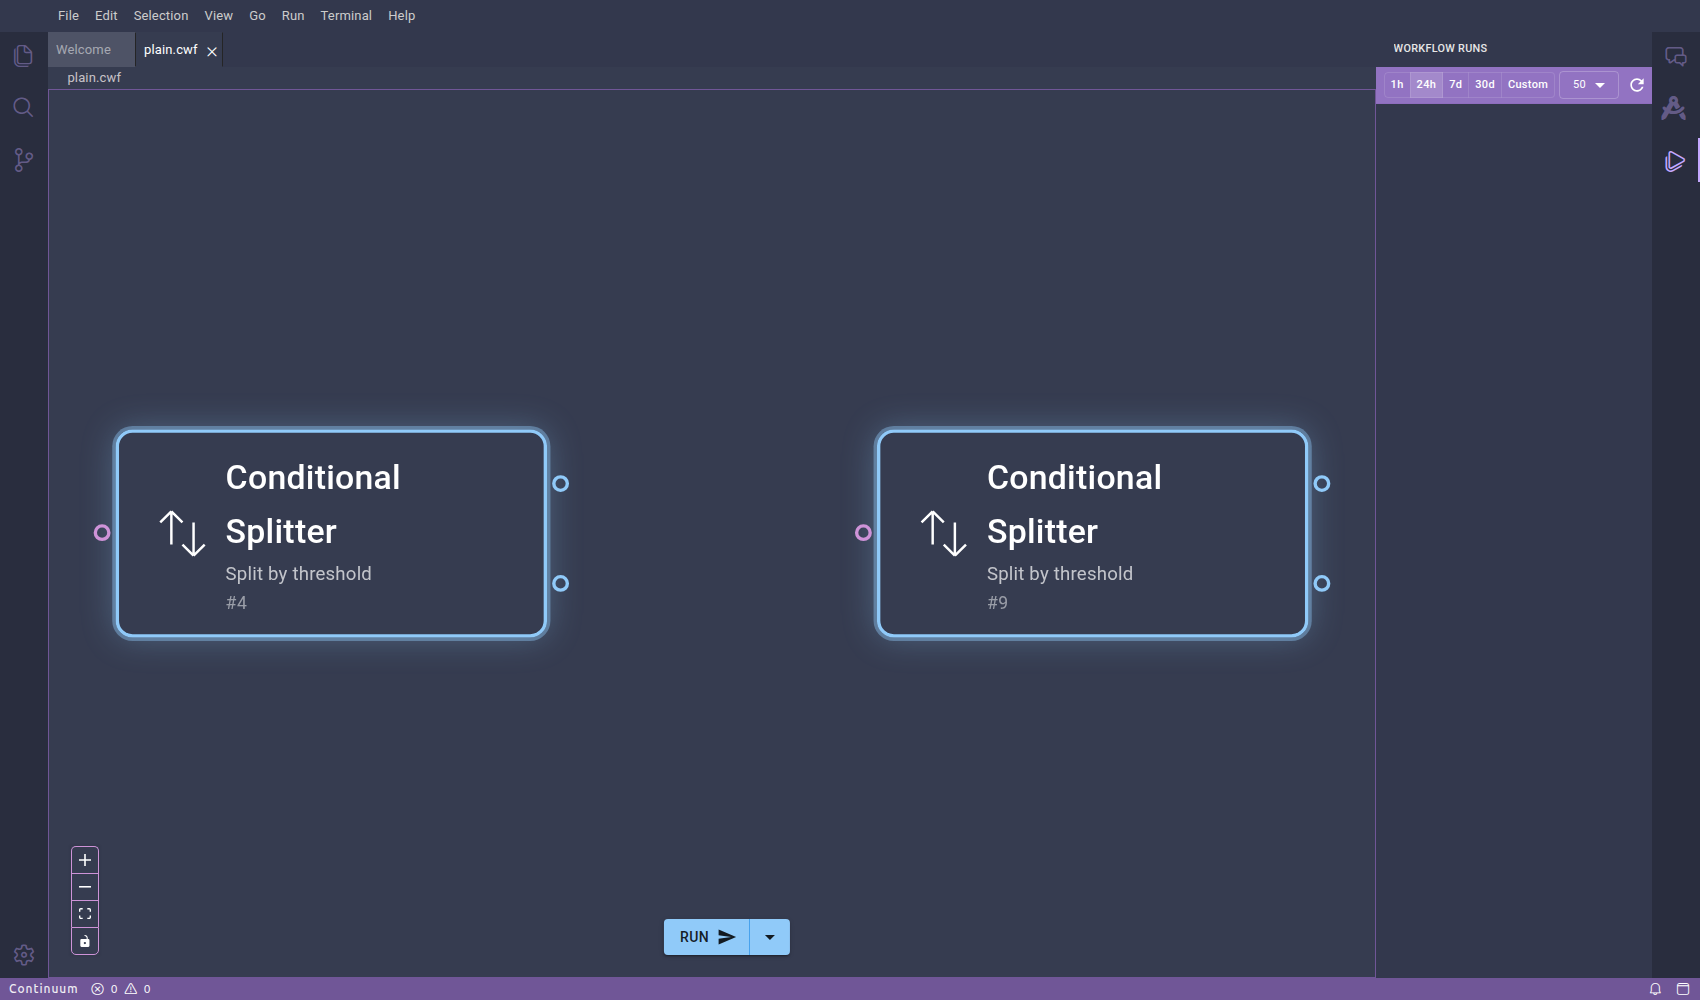 File Edit Selection View Go Run Terminal Help
Welcome plain.cwf
plain.cwf
WORKFLOW RUNS
1h 24h 7d 30d Custom 50
Conditional
Splitter
Split by threshold
#4
Conditional
Splitter
Split by threshold
#9
RUN
Continuum 0 0